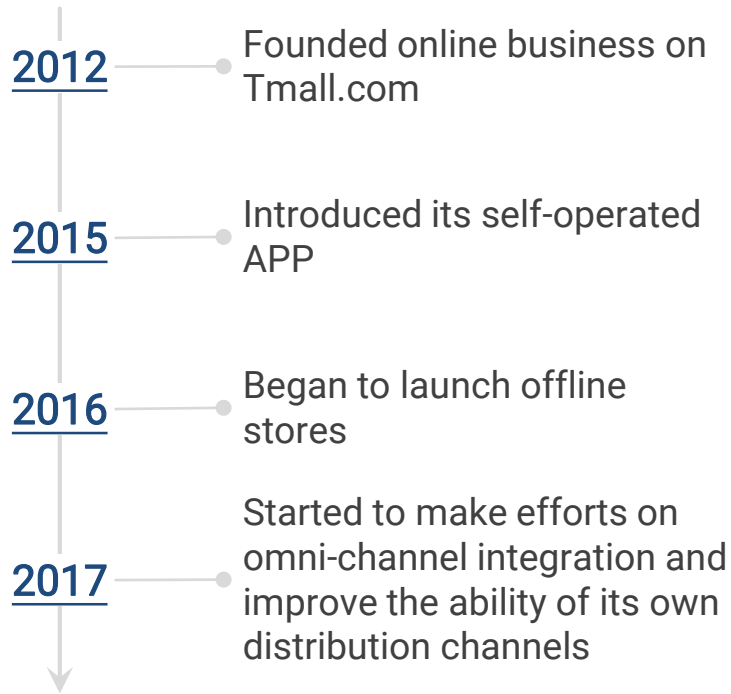 2012
Founded online business on
Tmall.com
2015
Introduced its self-operated
APP
2016
Began to launch offline
stores
2017
Started to make efforts on
omni-channel integration and
improve the ability of its own
distribution channels